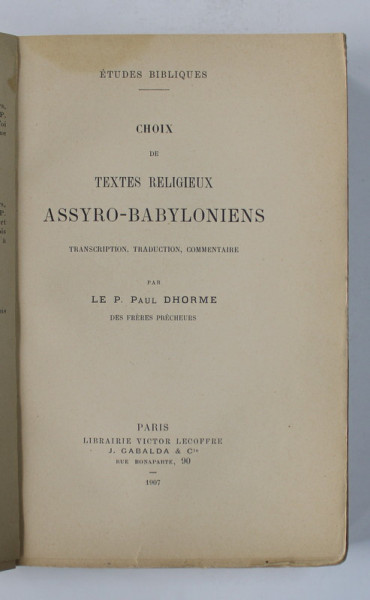 ÉTUDES BIBLIQUES
CHOIX
DE
TEXTES RELIGIEUX
ASSYRO-BABYLONIENS
TRANSCRIPTION, TRADUCTION, COMMENTAIRE
PAR
LE P. PAUL DHORME
DES FRÈRES PRÊCHEURS
PARIS
LIBRAIRIE VICTOR LECOFFRE
J. GABALDA & Cie
RUE BONAPARTE, 90
1907